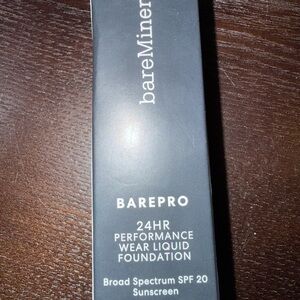 bareMiner
BAREPRO
24HR
PERFORMANCE
WEAR LIQUID
FOUNDATION
Broad Spectrum SPF 20
Sunscreen